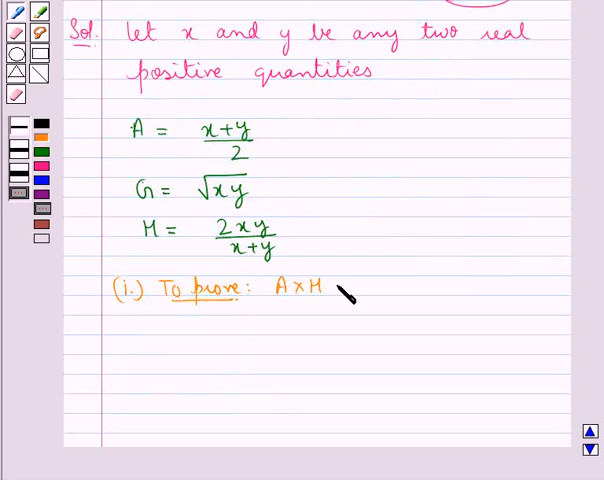 Sol. let x and y be any two real
positive quantities
A = x+y/2
G = √xy
H = 2xy/x+y
(i.) To prove: A×H